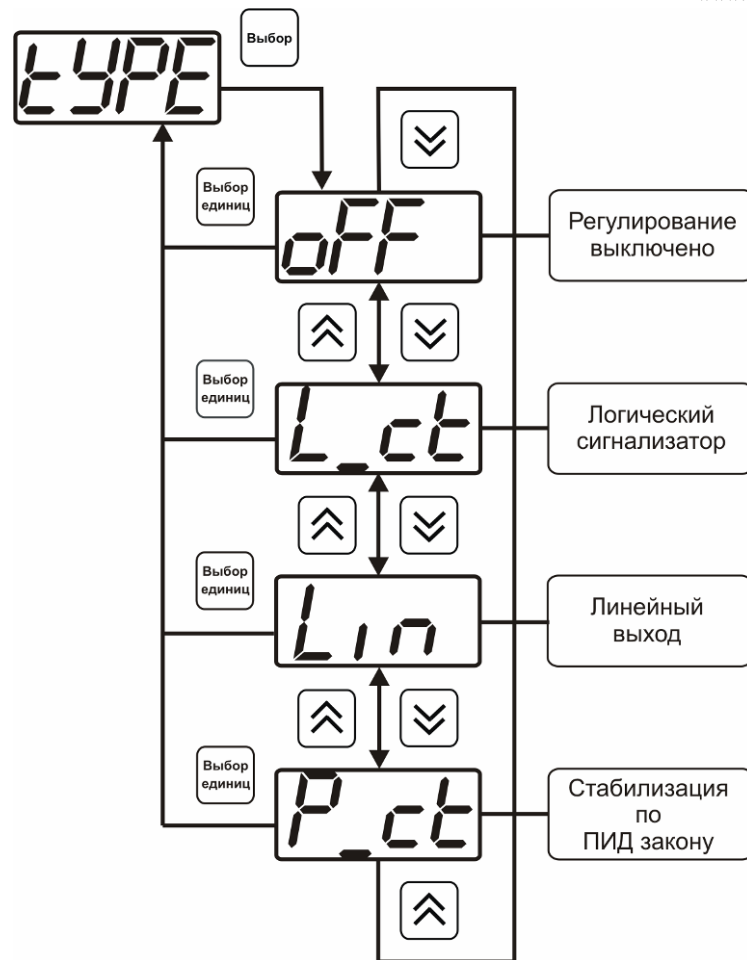 Выбор
tYPE
Выбор
единиц
oFF
Регулирование
выключено
Выбор
единиц
L_ct
Логический
сигнализатор
Выбор
единиц
Lın
Линейный
выход
Выбор
единиц
P_ct
Стабилизация
по
ПИД закону